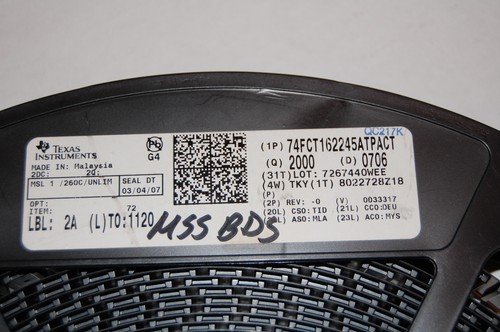 QC217K
TEXAS
INSTRUMENTS
MADE IN: Malaysia
2DC: 2Q:
MSL 1 /260C/UNLIM
SEAL DT
03/04/07
OPT:
ITEM: 72
LBL: 2A (L)TO:1120
Pb
G4
(1P) 74FCT162245ATPACT
(Q) 2000 (D) 0706
(31T)LOT: 7267440WEE
(4W) TKY(1T) 8022728Z18
(P)
(2P) REV: -0 (V) 0033317
(20L) CSO:TID (21L) CCO:DEU
(22L) ASO:MLA (23L) ACO:MYS
MSS BDS